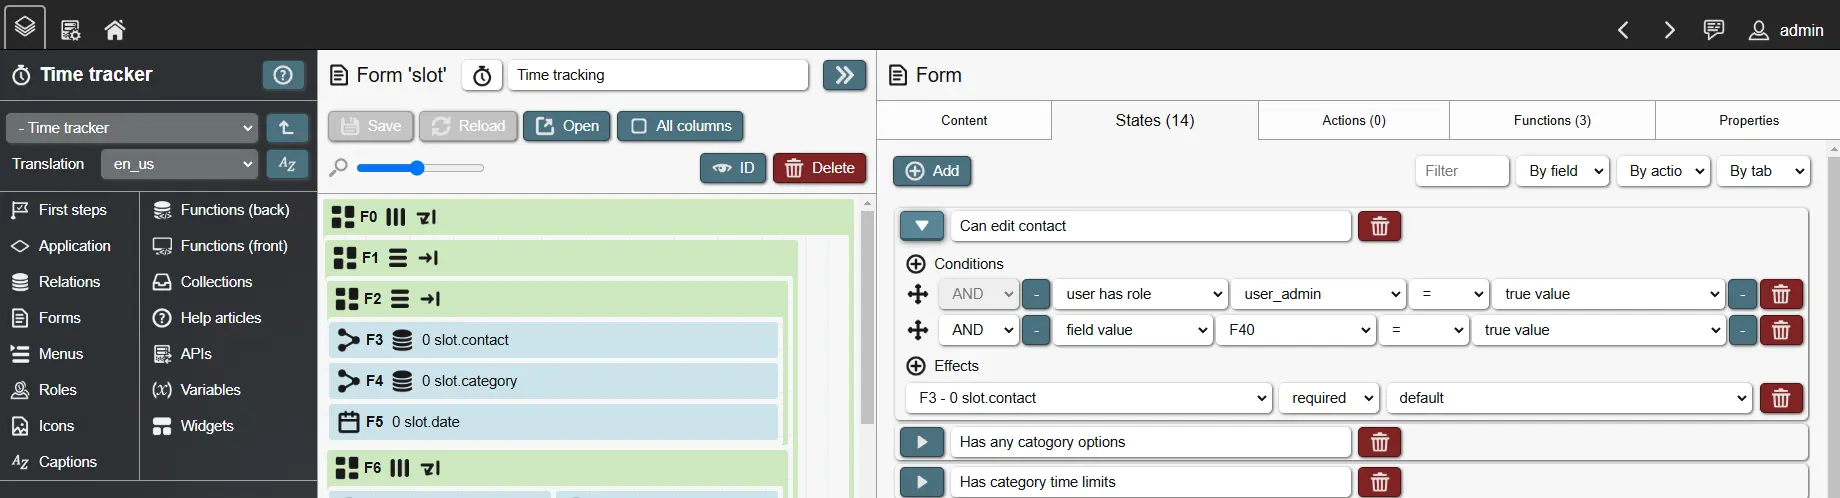 admin
Time tracker
- Time tracker
Translation
en_us
First steps
Functions (back)
Application
Functions (front)
Relations
Collections
Forms
Help articles
Menus
APIs
Roles
Variables
Icons
Widgets
Captions
Form 'slot'
Time tracking
Save
Reload
Open
All columns
ID
Delete
F0
F1
F2
F3 0 slot.contact
F4 0 slot.category
F5 0 slot.date
F6
Form
Content
States (14)
Actions (0)
Functions (3)
Properties
Add
Filter
By field
By actio
By tab
Can edit contact
Conditions
AND - user has role user_admin = true value -
AND - field value F40 = true value -
Effects
F3 - 0 slot.contact required default
Has any catogory options
Has category time limits